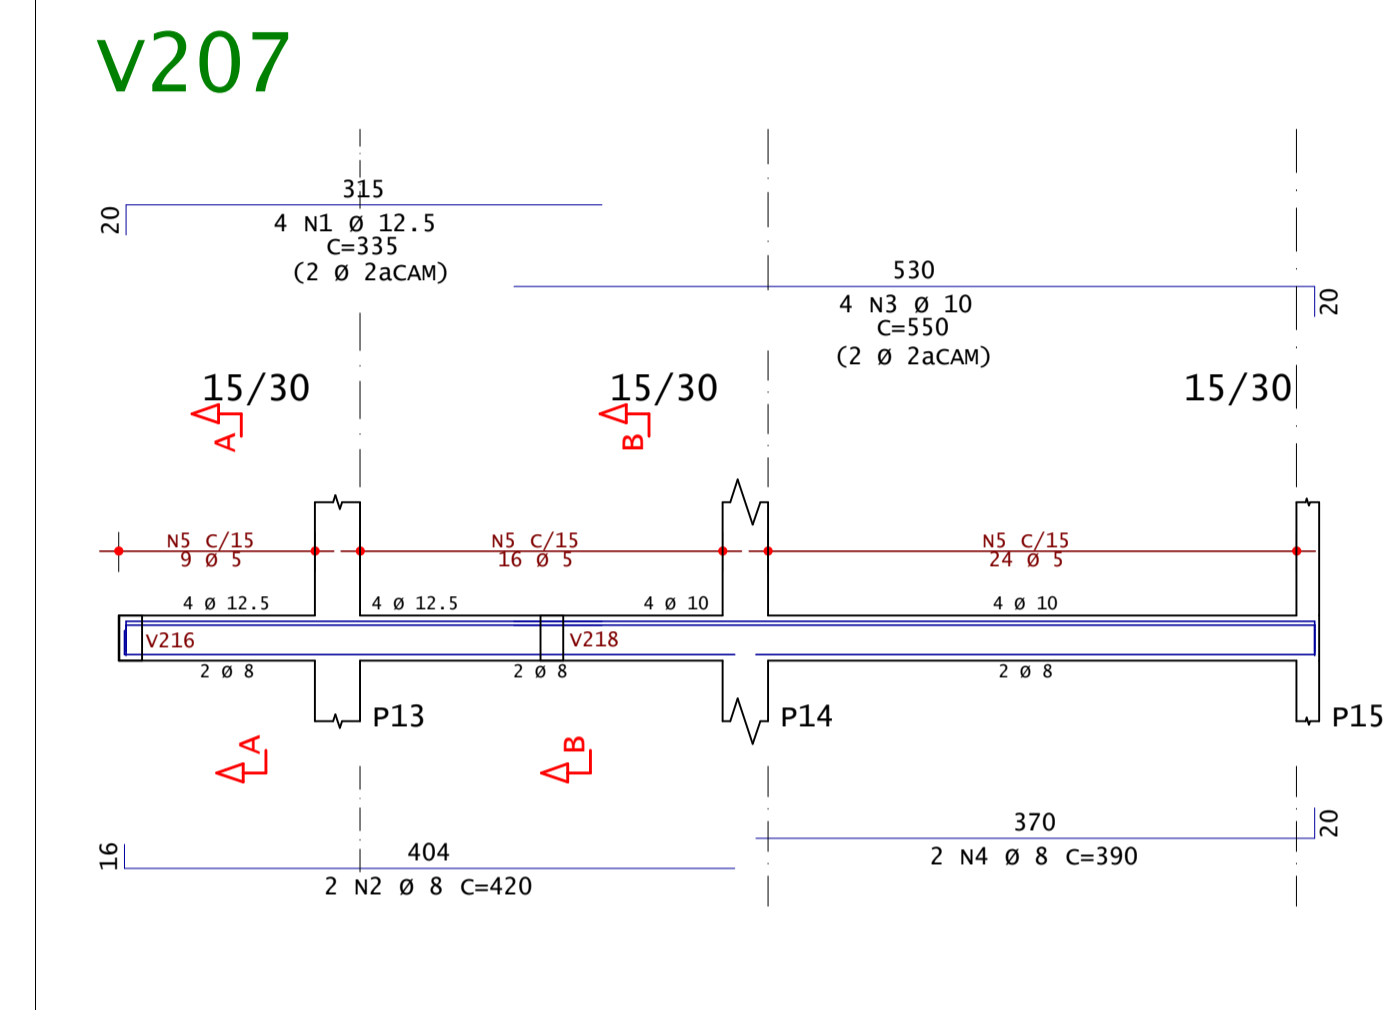 V207
315
20
4 N1 Ø 12.5
C=335
(2 Ø 2aCAM)
530
20
4 N3 Ø 10
C=550
(2 Ø 2aCAM)
15/30
15/30
15/30
A
B
N5 C/15
9 Ø 5
N5 C/15
16 Ø 5
N5 C/15
24 Ø 5
4 Ø 12.5
4 Ø 12.5
4 Ø 10
4 Ø 10
V216
V218
2 Ø 8
2 Ø 8
2 Ø 8
P13
P14
P15
A
B
370
20
2 N4 Ø 8 C=390
404
16
2 N2 Ø 8 C=420